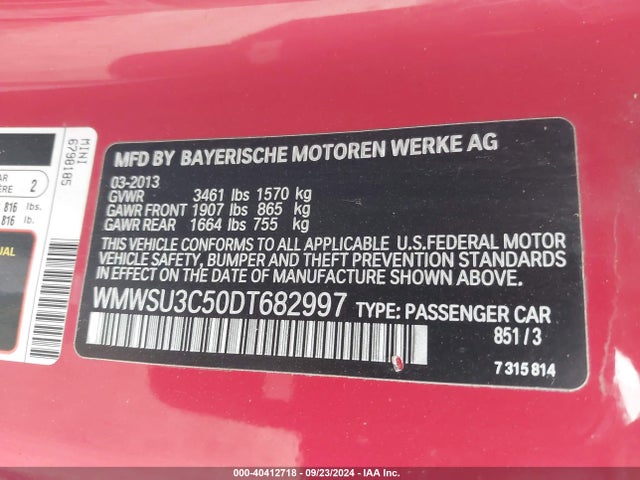 MFD BY BAYERISCHE MOTOREN WERKE AG
03-2013
GVWR 3461 lbs 1570 kg
GAWR FRONT 1907 lbs 865 kg
GAWR REAR 1664 lbs 755 kg
THIS VEHICLE CONFORMS TO ALL APPLICABLE U.S.FEDERAL MOTOR
VEHICLE SAFETY, BUMPER AND THEFT PREVENTION STANDARDS
IN EFFECT ON THE DATE OF MANUFACTURE SHOWN ABOVE.
WMWSU3C50DT682997 TYPE: PASSENGER CAR
851/3
7 315 814
MINI
6798185
AR
ÈRE 2
816 lbs.
816 lb.
UAL
000-40412718 - 09/23/2024 - IAA Inc.